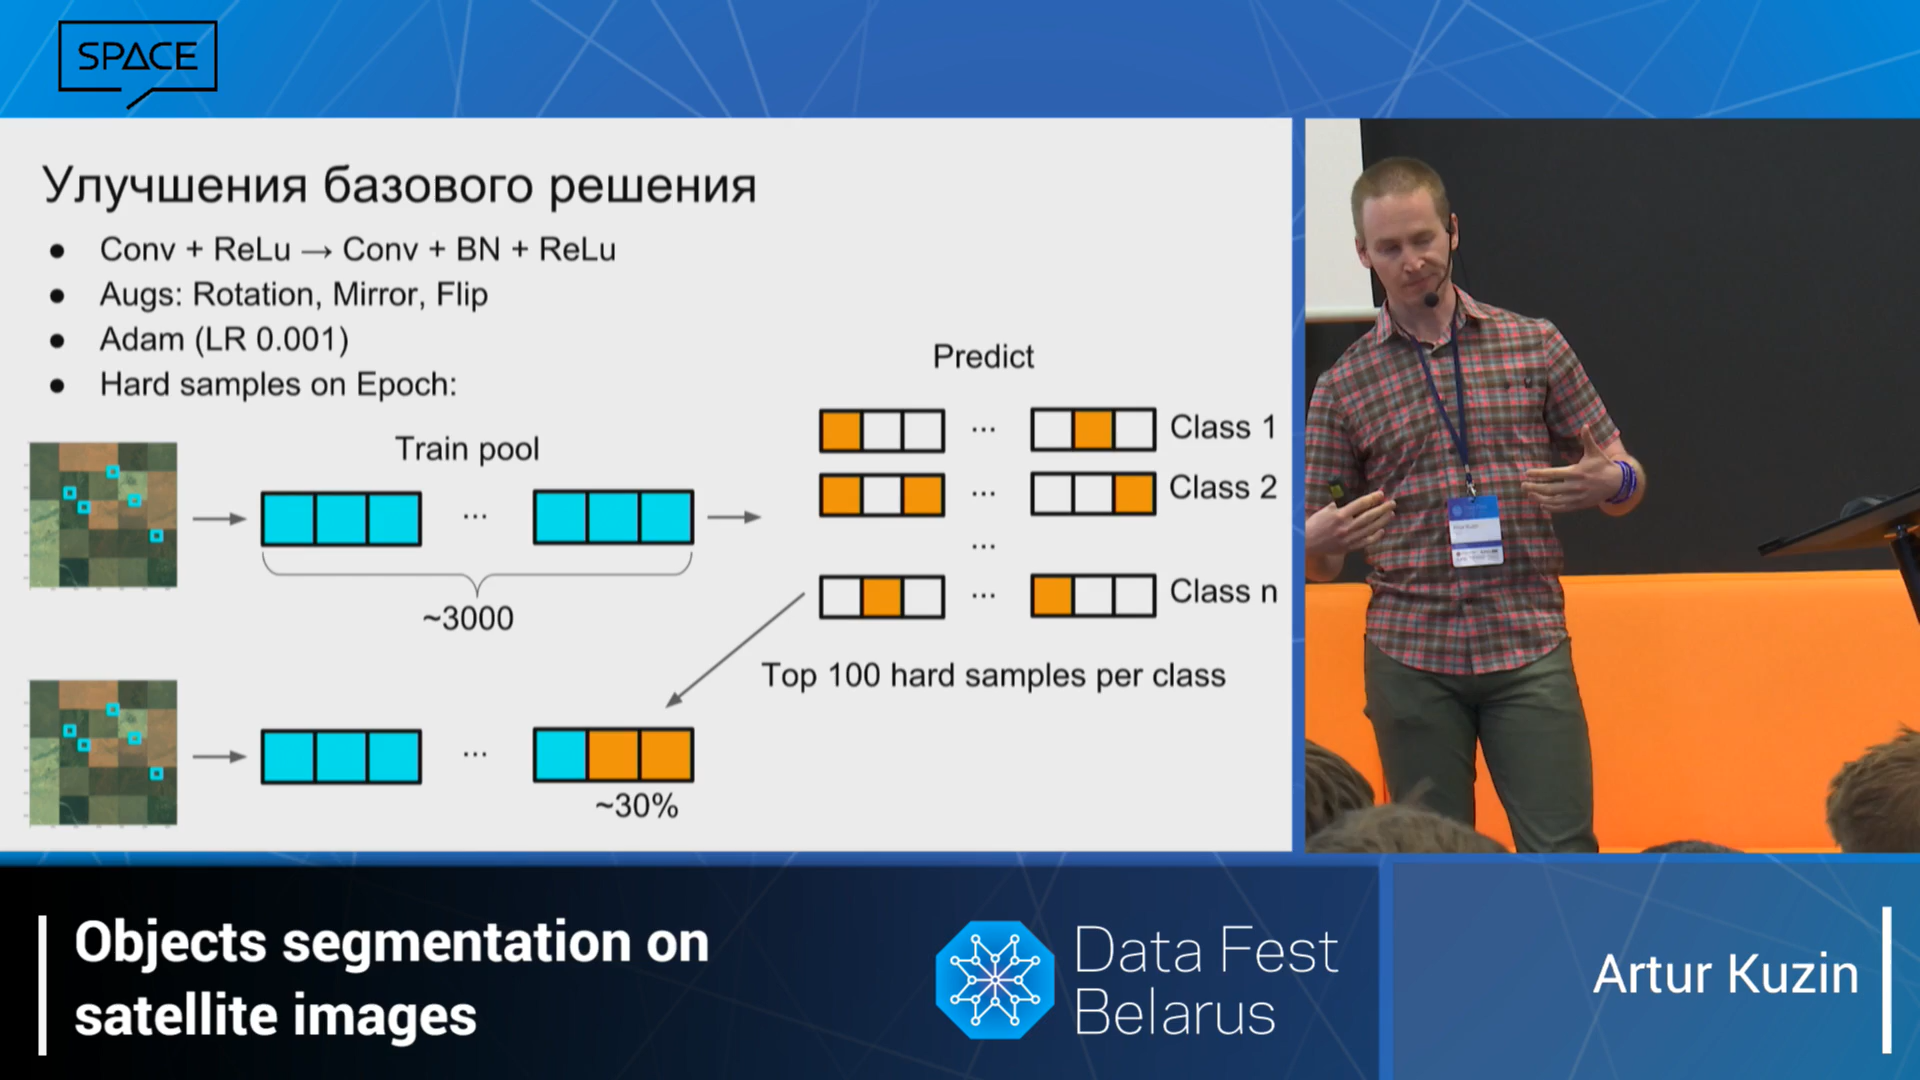 SPACE
Улучшения базового решения
● Conv + ReLu → Conv + BN + ReLu
● Augs: Rotation, Mirror, Flip
● Adam (LR 0.001)
● Hard samples on Epoch:
Predict
Train pool
... Class 1
... Class 2
...
... Class n
...
~3000
Top 100 hard samples per class
...
~30%
Objects segmentation on
satellite images
Data Fest
Belarus
Artur Kuzin